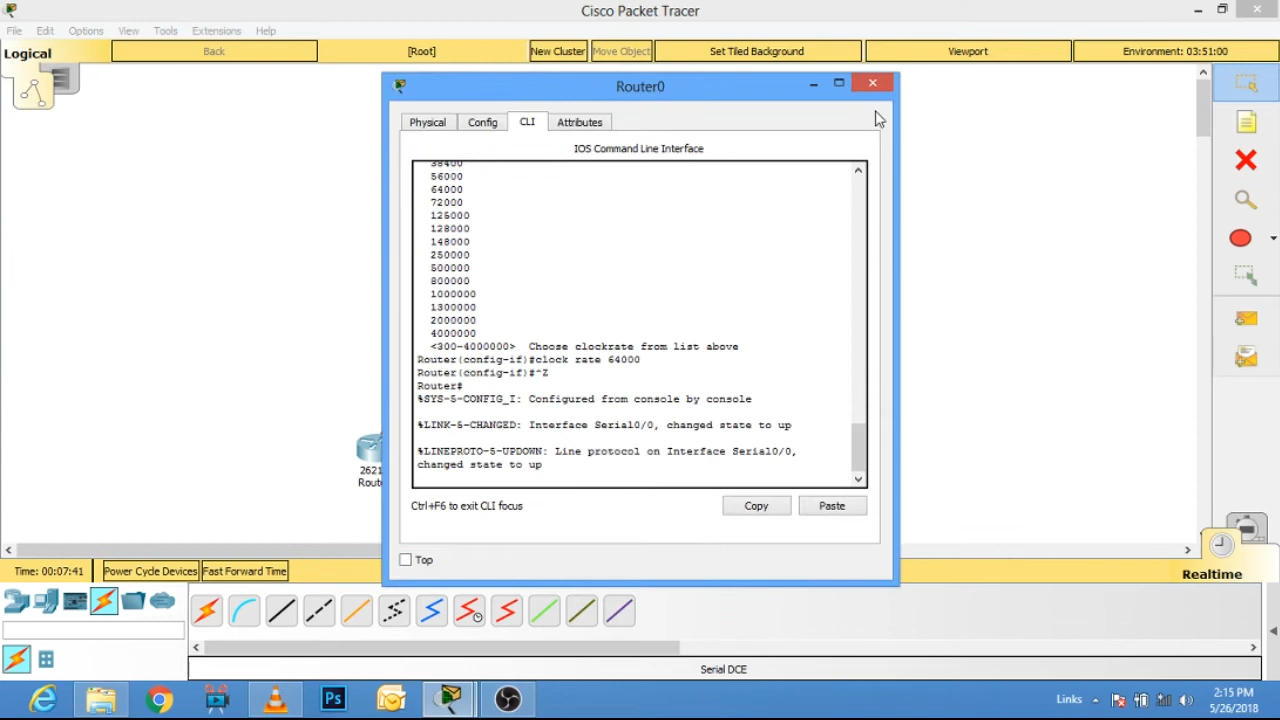 Cisco Packet Tracer
File Edit Options View Tools Extensions Help
Logical Back [Root] New Cluster Move Object Set Tiled Background Viewport Environment: 03:51:00
Router0
Physical Config CLI Attributes
IOS Command Line Interface
38400
56000
64000
72000
125000
128000
148000
250000
500000
800000
1000000
1300000
2000000
4000000
<300-4000000> Choose clockrate from list above
Router(config-if)#clock rate 64000
Router(config-if)#^Z
Router#
%SYS-5-CONFIG_I: Configured from console by console
%LINK-5-CHANGED: Interface Serial0/0, changed state to up
%LINEPROTO-5-UPDOWN: Line protocol on Interface Serial0/0,
changed state to up
2621
Route
Ctrl+F6 to exit CLI focus Copy Paste
Top
Time: 00:07:41 Power Cycle Devices Fast Forward Time Realtime
Serial DCE
Ps Links 2:15 PM
5/26/2018